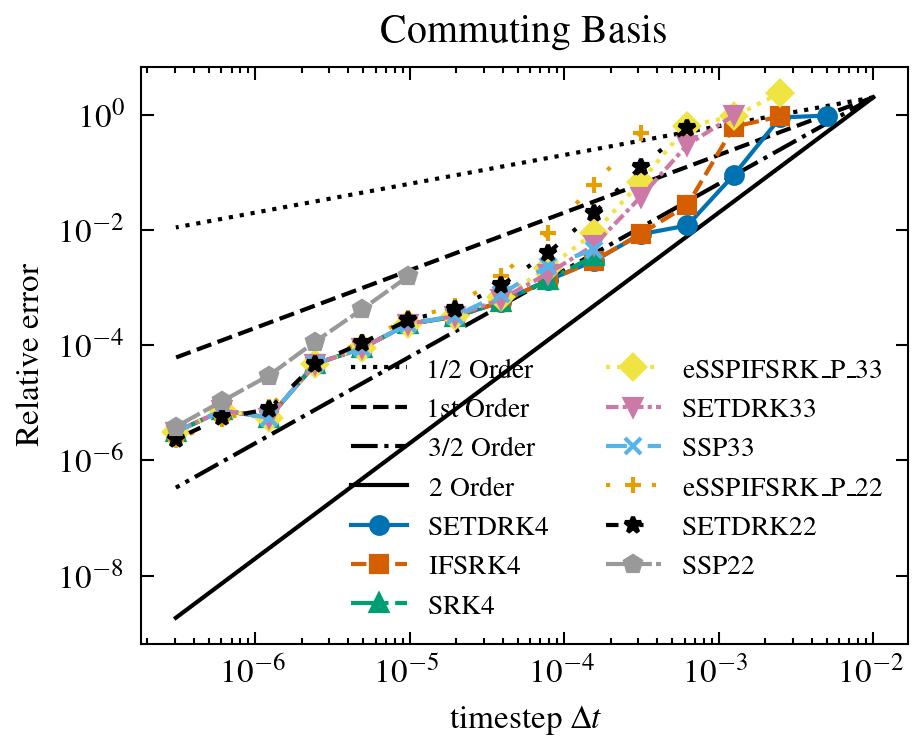 Commuting Basis
Relative error
10⁰
10⁻²
10⁻⁴
10⁻⁶
10⁻⁸
1/2 Order
1st Order
3/2 Order
2 Order
SETDRK4
IFSRK4
SRK4
eSSPIFSRK_P_33
SETDRK33
SSP33
eSSPIFSRK_P_22
SETDRK22
SSP22
10⁻⁶ 10⁻⁵ 10⁻⁴ 10⁻³ 10⁻²
timestep Δt